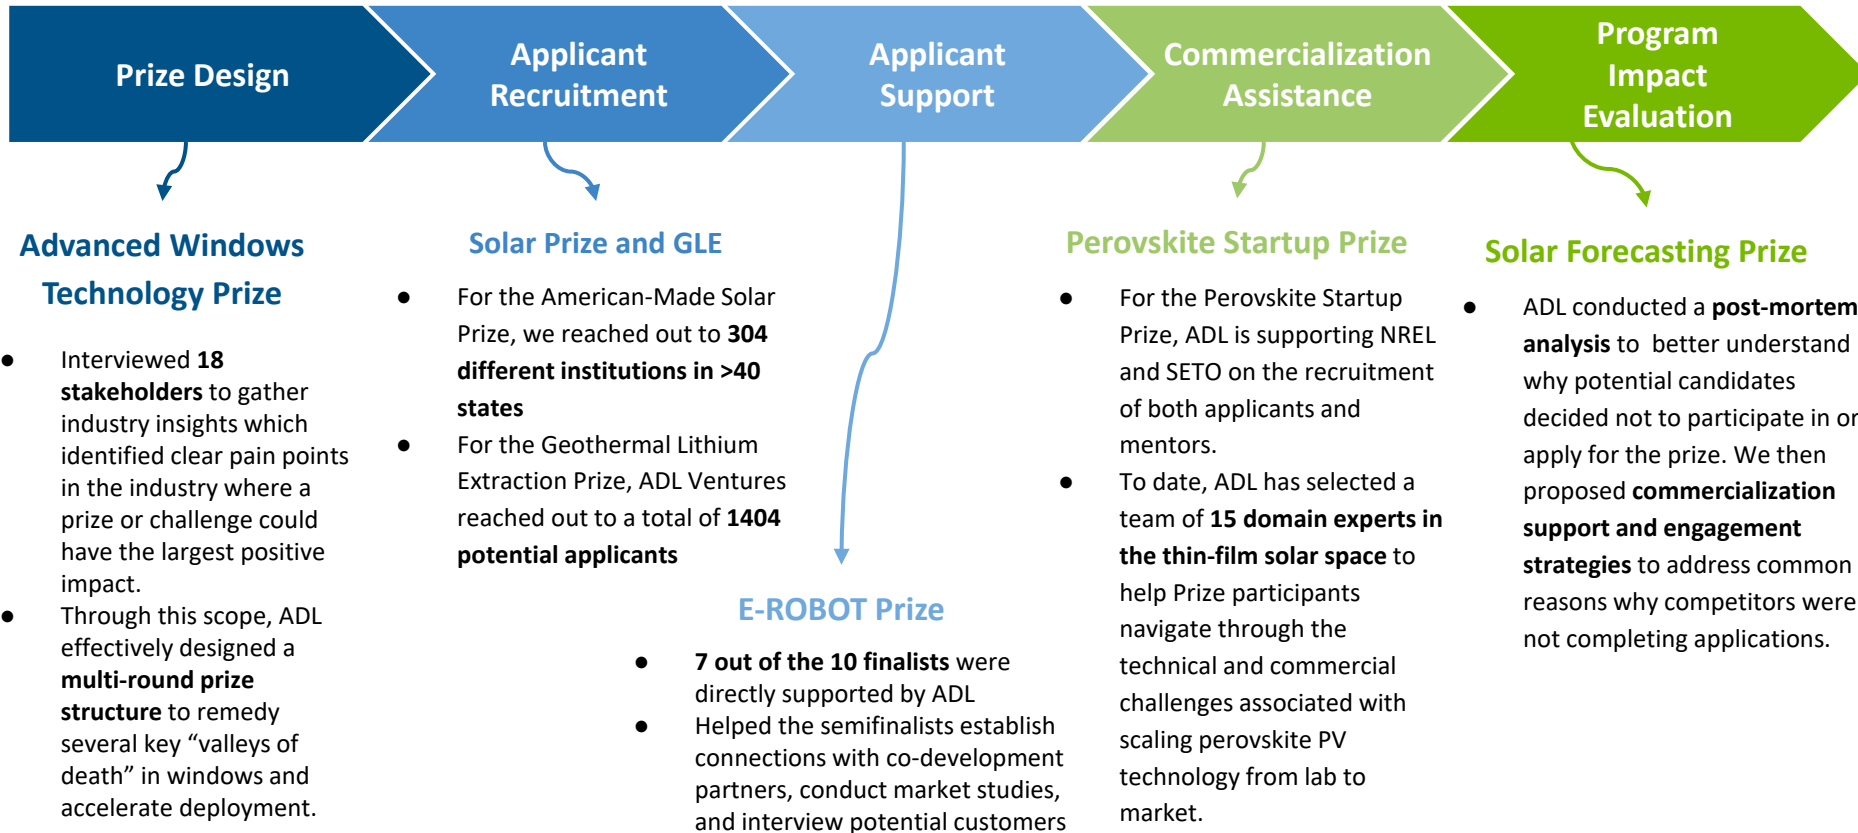 Prize Design
Applicant
Recruitment
Applicant
Support
Commercialization
Assistance
Program
Impact
Evaluation
Advanced Windows
Technology Prize
● Interviewed 18
stakeholders to gather
industry insights which
identified clear pain points
in the industry where a
prize or challenge could
have the largest positive
impact.
● Through this scope, ADL
effectively designed a
multi-round prize
structure to remedy
several key “valleys of
death” in windows and
accelerate deployment.
Solar Prize and GLE
● For the American-Made Solar
Prize, we reached out to 304
different institutions in >40
states
● For the Geothermal Lithium
Extraction Prize, ADL Ventures
reached out to a total of 1404
potential applicants
E-ROBOT Prize
● 7 out of the 10 finalists were
directly supported by ADL
● Helped the semifinalists establish
connections with co-development
partners, conduct market studies,
and interview potential customers
Perovskite Startup Prize
● For the Perovskite Startup
Prize, ADL is supporting NREL
and SETO on the recruitment
of both applicants and
mentors.
● To date, ADL has selected a
team of 15 domain experts in
the thin-film solar space to
help Prize participants
navigate through the
technical and commercial
challenges associated with
scaling perovskite PV
technology from lab to
market.
Solar Forecasting Prize
● ADL conducted a post-mortem
analysis to better understand
why potential candidates
decided not to participate in or
apply for the prize. We then
proposed commercialization
support and engagement
strategies to address common
reasons why competitors were
not completing applications.